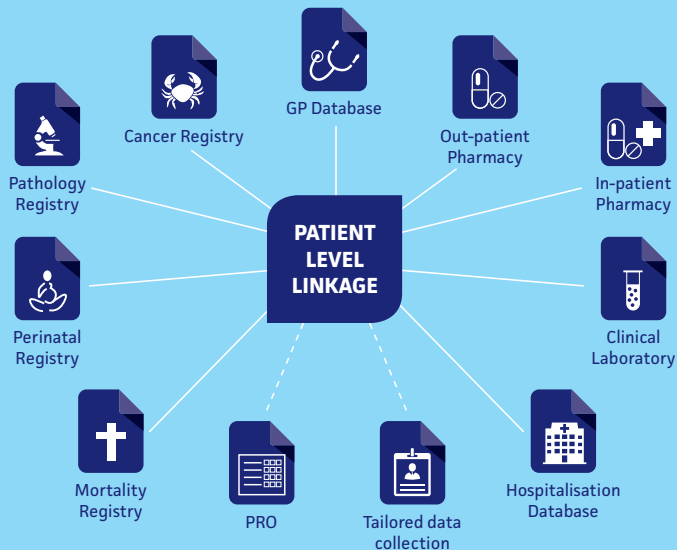 GP Database
Cancer Registry
Out-patient
Pharmacy
Pathology
Registry
In-patient
Pharmacy
PATIENT
LEVEL
LINKAGE
Perinatal
Registry
Clinical
Laboratory
Mortality
Registry
PRO
Tailored data
collection
Hospitalisation
Database